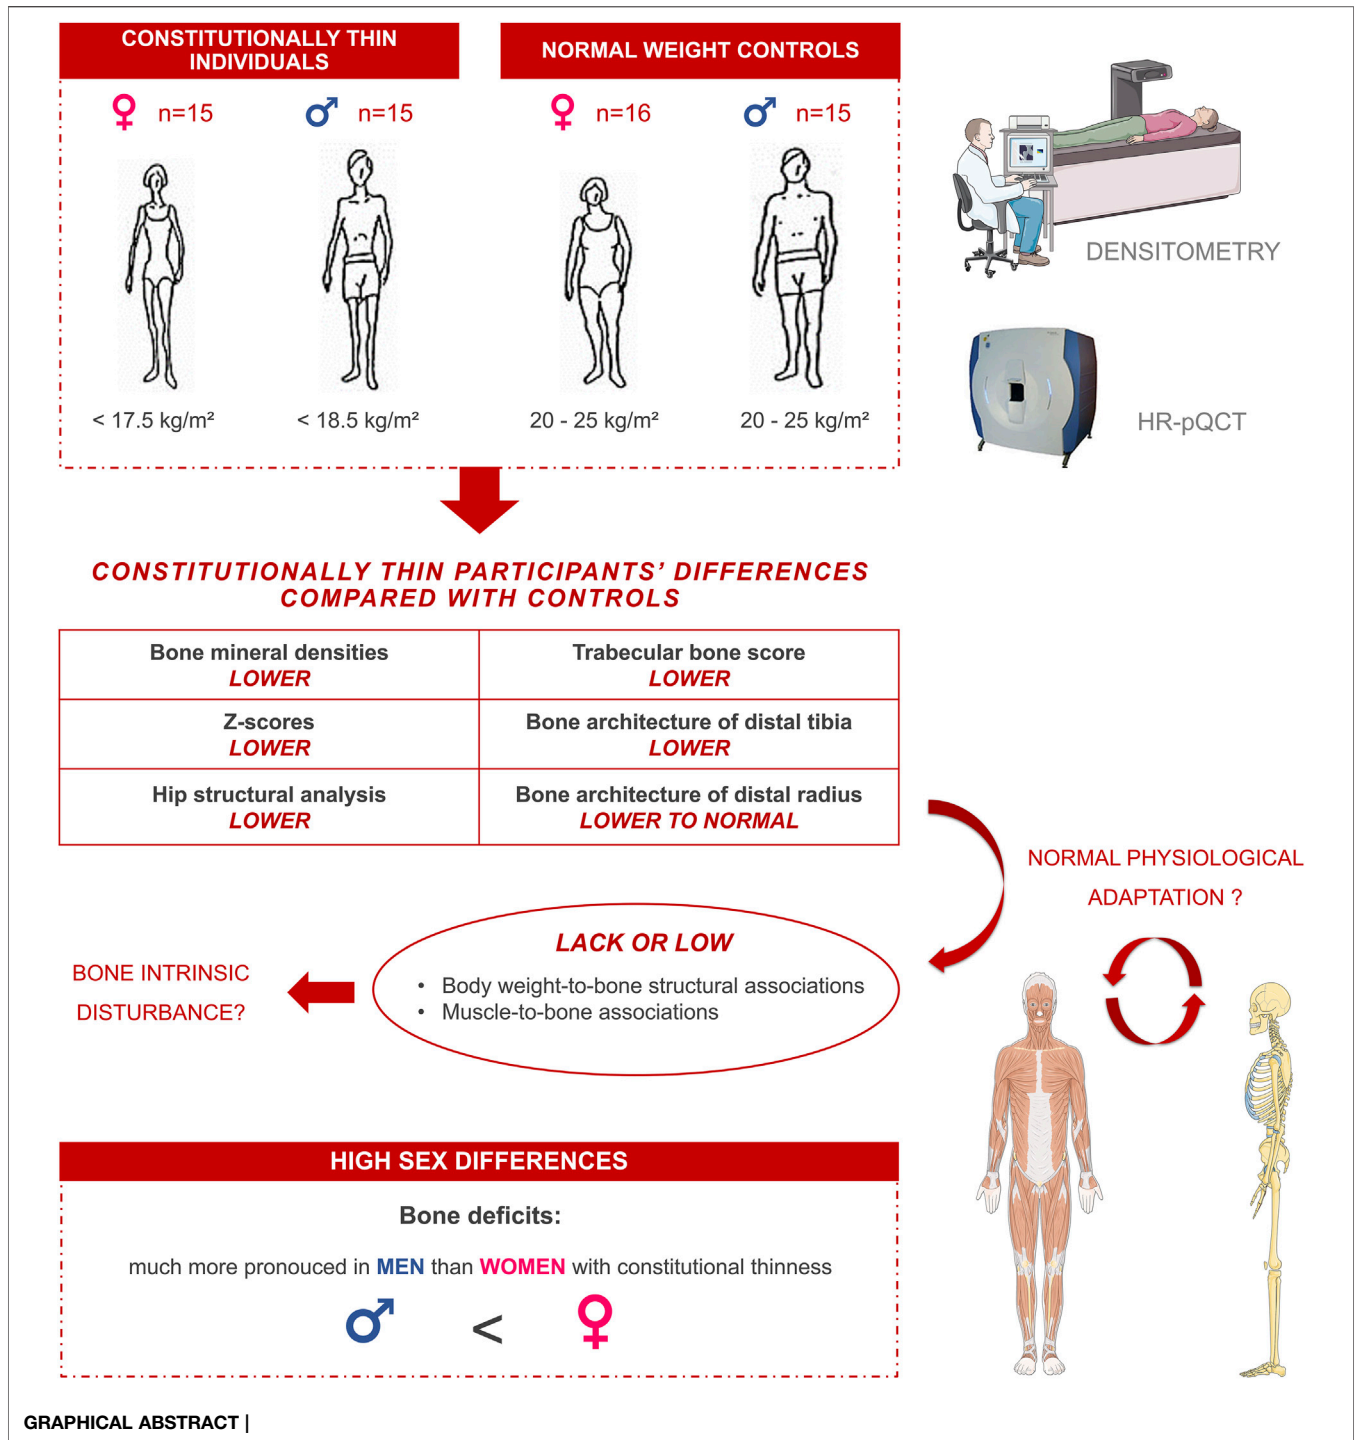 CONSTITUTIONALLY THIN
INDIVIDUALS
NORMAL WEIGHT CONTROLS
n=15
n=15
n=16
n=15
< 17.5 kg/m²
< 18.5 kg/m²
20 - 25 kg/m²
20 - 25 kg/m²
DENSITOMETRY
HR-pQCT
CONSTITUTIONALLY THIN PARTICIPANTS’ DIFFERENCES
COMPARED WITH CONTROLS
Bone mineral densities
LOWER
Trabecular bone score
LOWER
Z-scores
LOWER
Bone architecture of distal tibia
LOWER
Hip structural analysis
LOWER
Bone architecture of distal radius
LOWER TO NORMAL
NORMAL PHYSIOLOGICAL
ADAPTATION ?
LACK OR LOW
• Body weight-to-bone structural associations
• Muscle-to-bone associations
BONE INTRINSIC
DISTURBANCE?
HIGH SEX DIFFERENCES
Bone deficits:
much more pronouced in MEN than WOMEN with constitutional thinness
♂ < ♀
GRAPHICAL ABSTRACT |